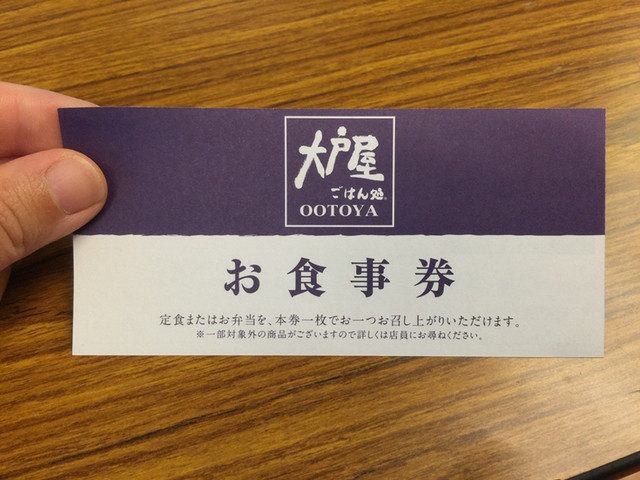 大戸屋
ごはん処
OOTOYA
お食事券
定食またはお弁当を、本券一枚でお一つお召し上がりいただけます。
※一部対象外の商品がございますので詳しくは店員にお尋ねください。